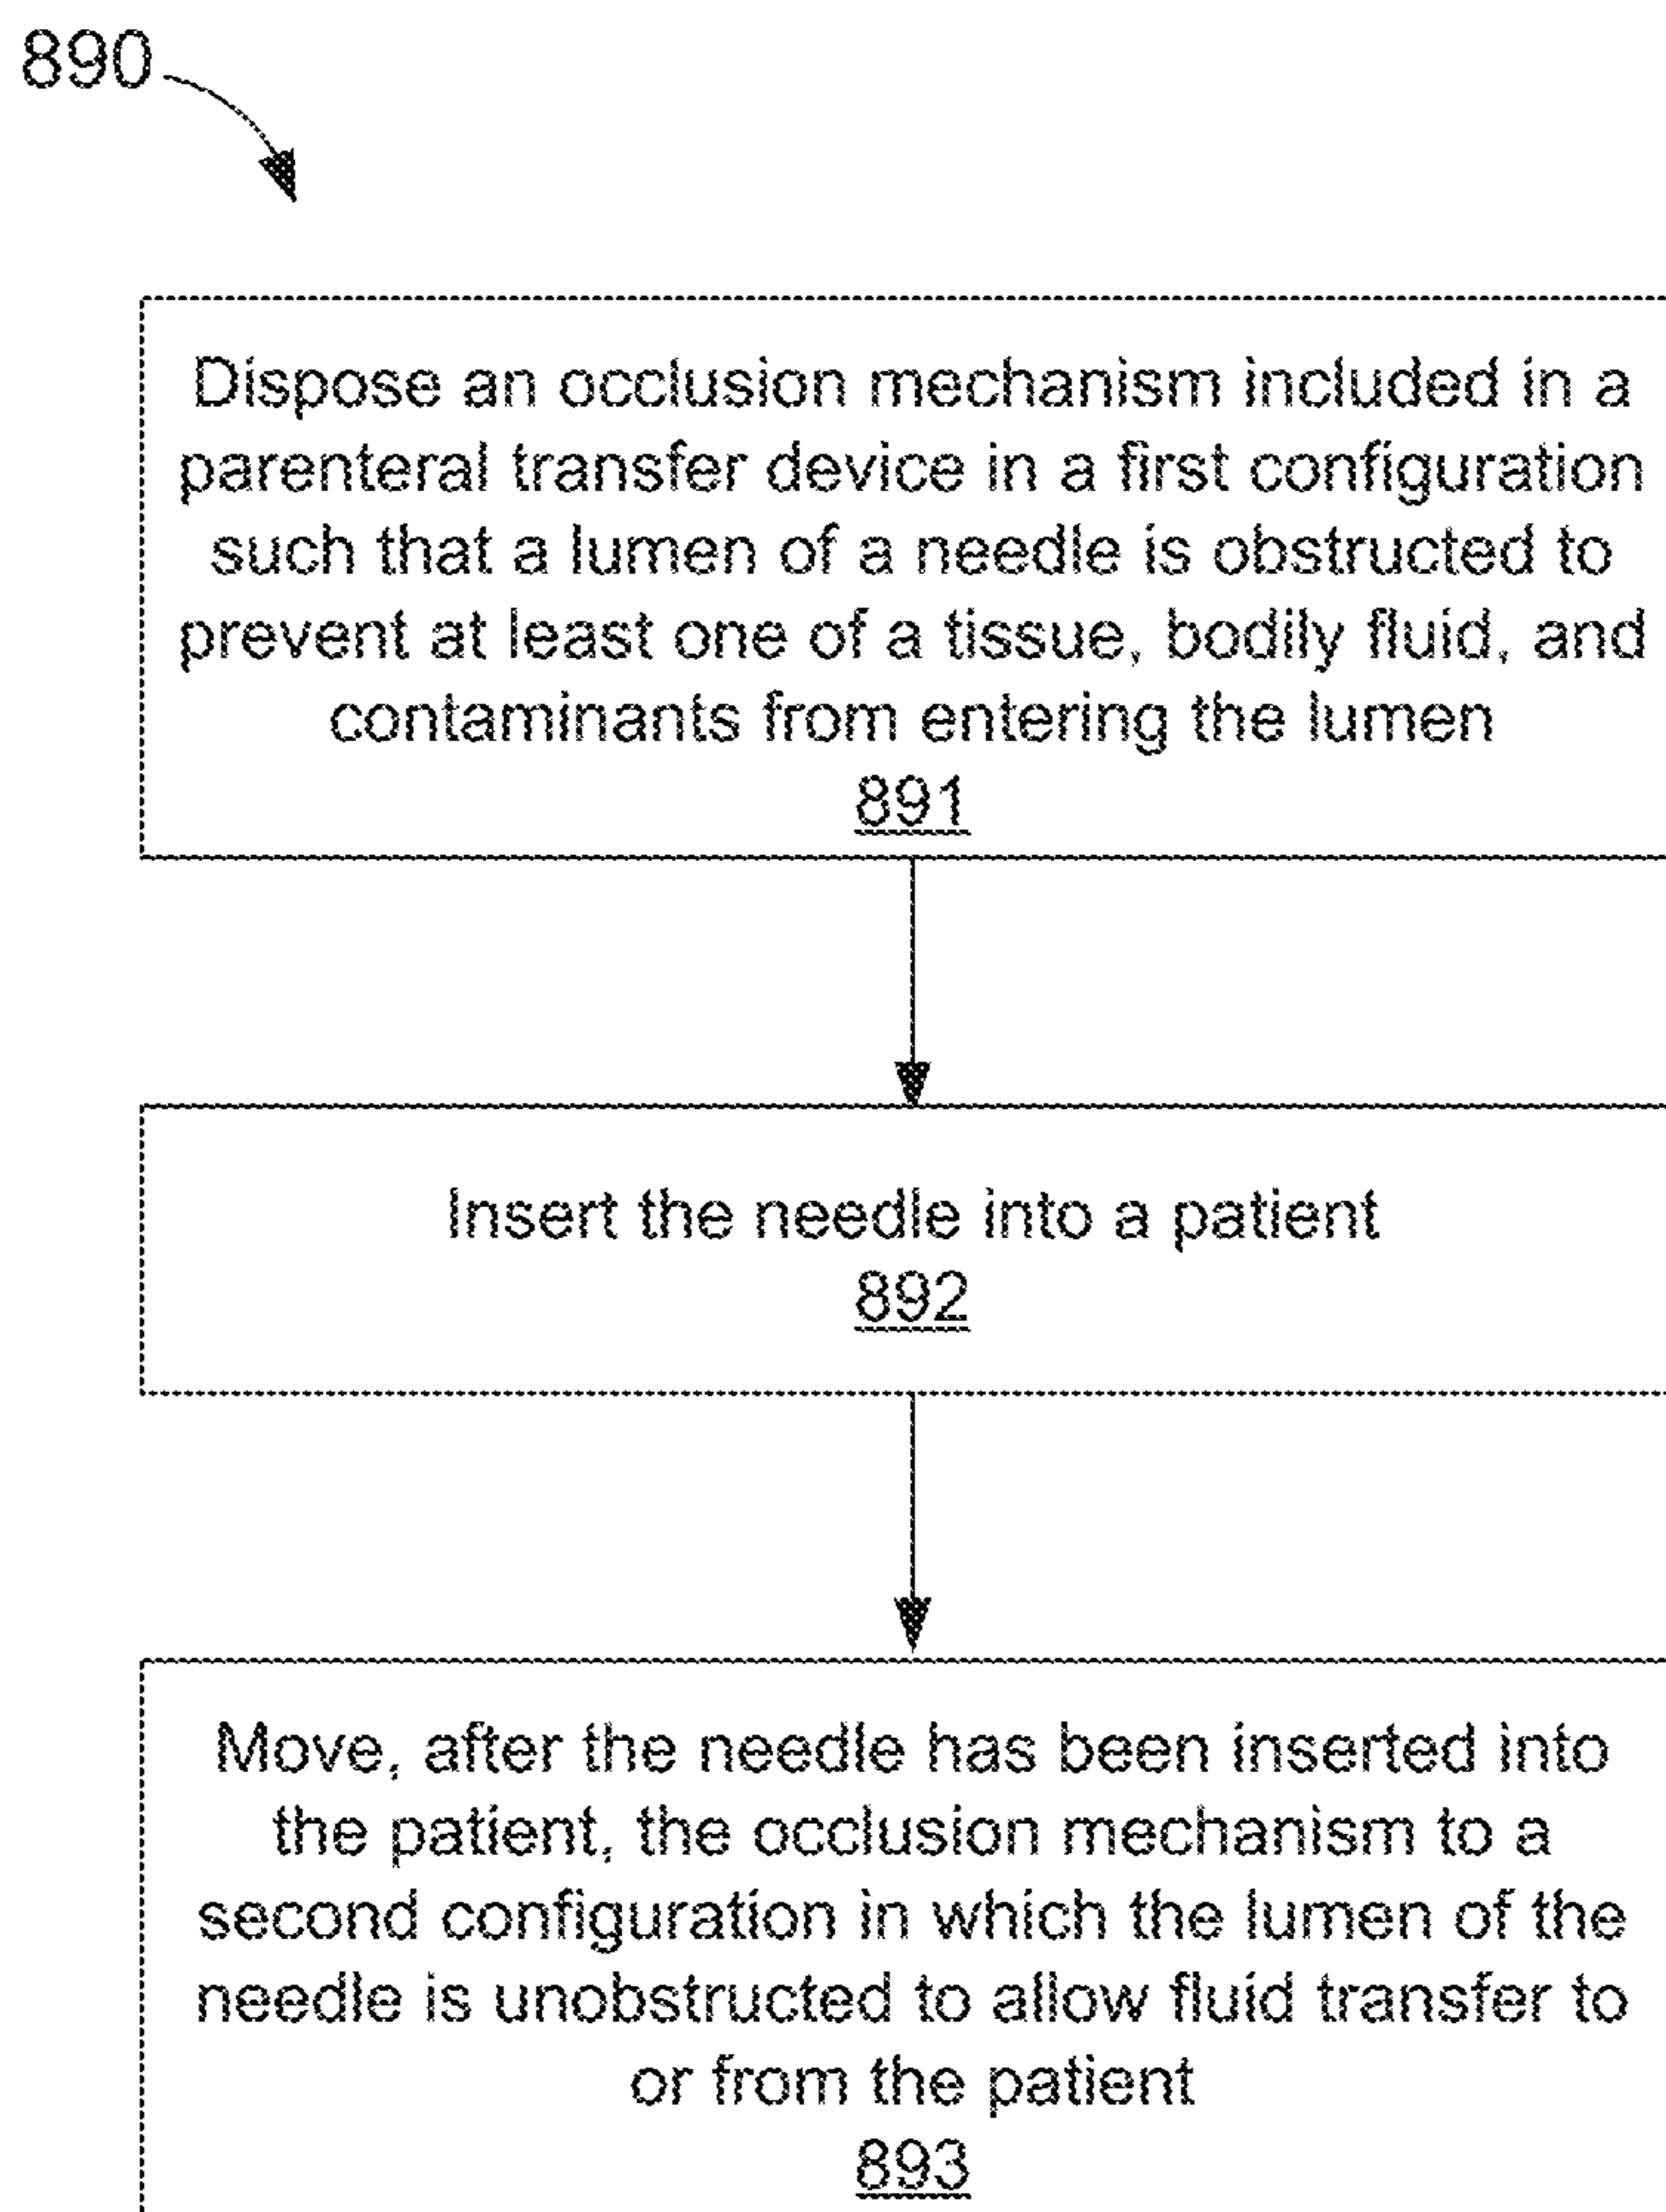 890
Dispose an occlusion mechanism included in a
parenteral transfer device in a first configuration
such that a lumen of a needle is obstructed to
prevent at least one of a tissue, bodily fluid, and
contaminants from entering the lumen
891
Insert the needle into a patient
892
Move, after the needle has been inserted into
the patient, the occlusion mechanism to a
second configuration in which the lumen of the
needle is unobstructed to allow fluid transfer to
or from the patient
893